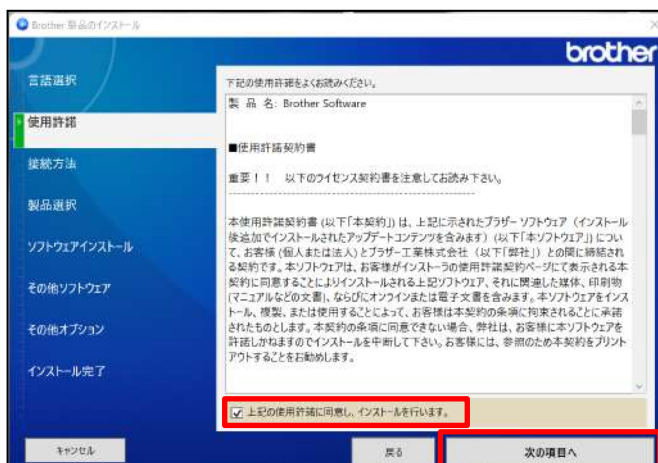 Brother 製品のインストール
brother
言語選択
使用許諾
接続方法
製品選択
ソフトウェアインストール
その他ソフトウェア
その他オプション
インストール完了
下記の使用許諾をよくお読みください。
製 品 名: Brother Software
■使用許諾契約書
重要！！ 以下のライセンス契約書を注意してお読み下さい。
------------------------------------------------------------
本使用許諾契約書 (以下「本契約」) は、上記に示されたブラザー ソフトウェア（インストール
後追加でインストールされたアップデートコンテンツを含みます）(以下「本ソフトウェア」) につい
て、お客様 (個人または法人) とブラザー工業株式会社（以下「弊社」）との間に締結され
る契約です。本ソフトウェアは、お客様がインストーラの使用許諾契約ページにて表示される本
契約に同意することによりインストールされる上記ソフトウェア、それに関連した媒体、印刷物
(マニュアルなどの文書)、ならびにオンラインまたは電子文書を含みます。本ソフトウェアをインス
トール、複製、または使用することによって、お客様は本契約の条項に拘束されることに承諾
されたものとします。本契約の条項に同意できない場合、弊社は、お客様に本ソフトウェアを
許諾しかねますのでインストールを中断して下さい。お客様には、参照のため本契約をプリント
アウトすることをお勧めします。
上記の使用許諾に同意し、インストールを行います。
キャンセル
戻る
次の項目へ